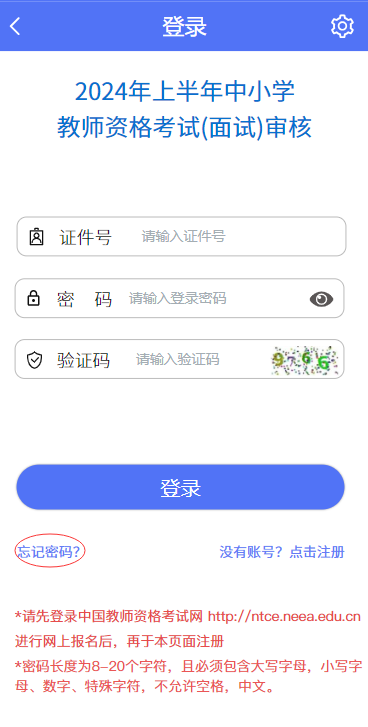 登录
2024年上半年中小学
教师资格考试(面试)审核
证件号 请输入证件号
密 码 请输入登录密码
验证码 请输入验证码 9766
登录
忘记密码? 没有账号? 点击注册
*请先登录中国教师资格考试网 http://ntce.neea.edu.cn
进行网上报名后，再于本页面注册
*密码长度为8-20个字符，且必须包含大写字母，小写字
母、数字、特殊字符，不允许空格，中文。